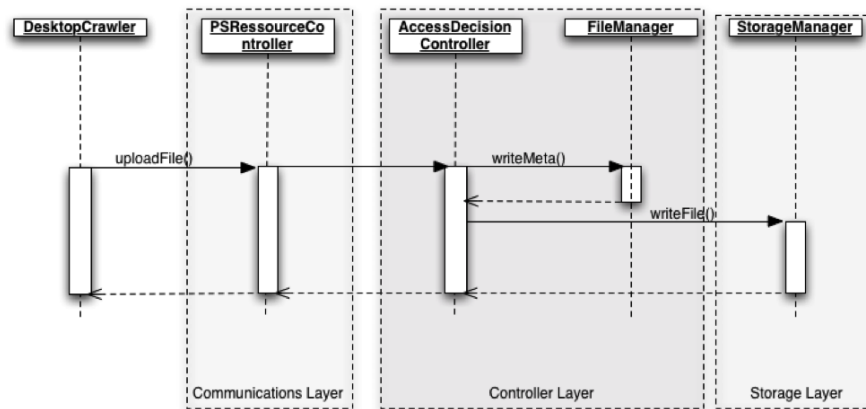 DesktopCrawler
PSRessourceCo
ntroller
AccessDecision
Controller
FileManager
StorageManager
uploadFile()
writeMeta()
writeFile()
Communications Layer
Controller Layer
Storage Layer